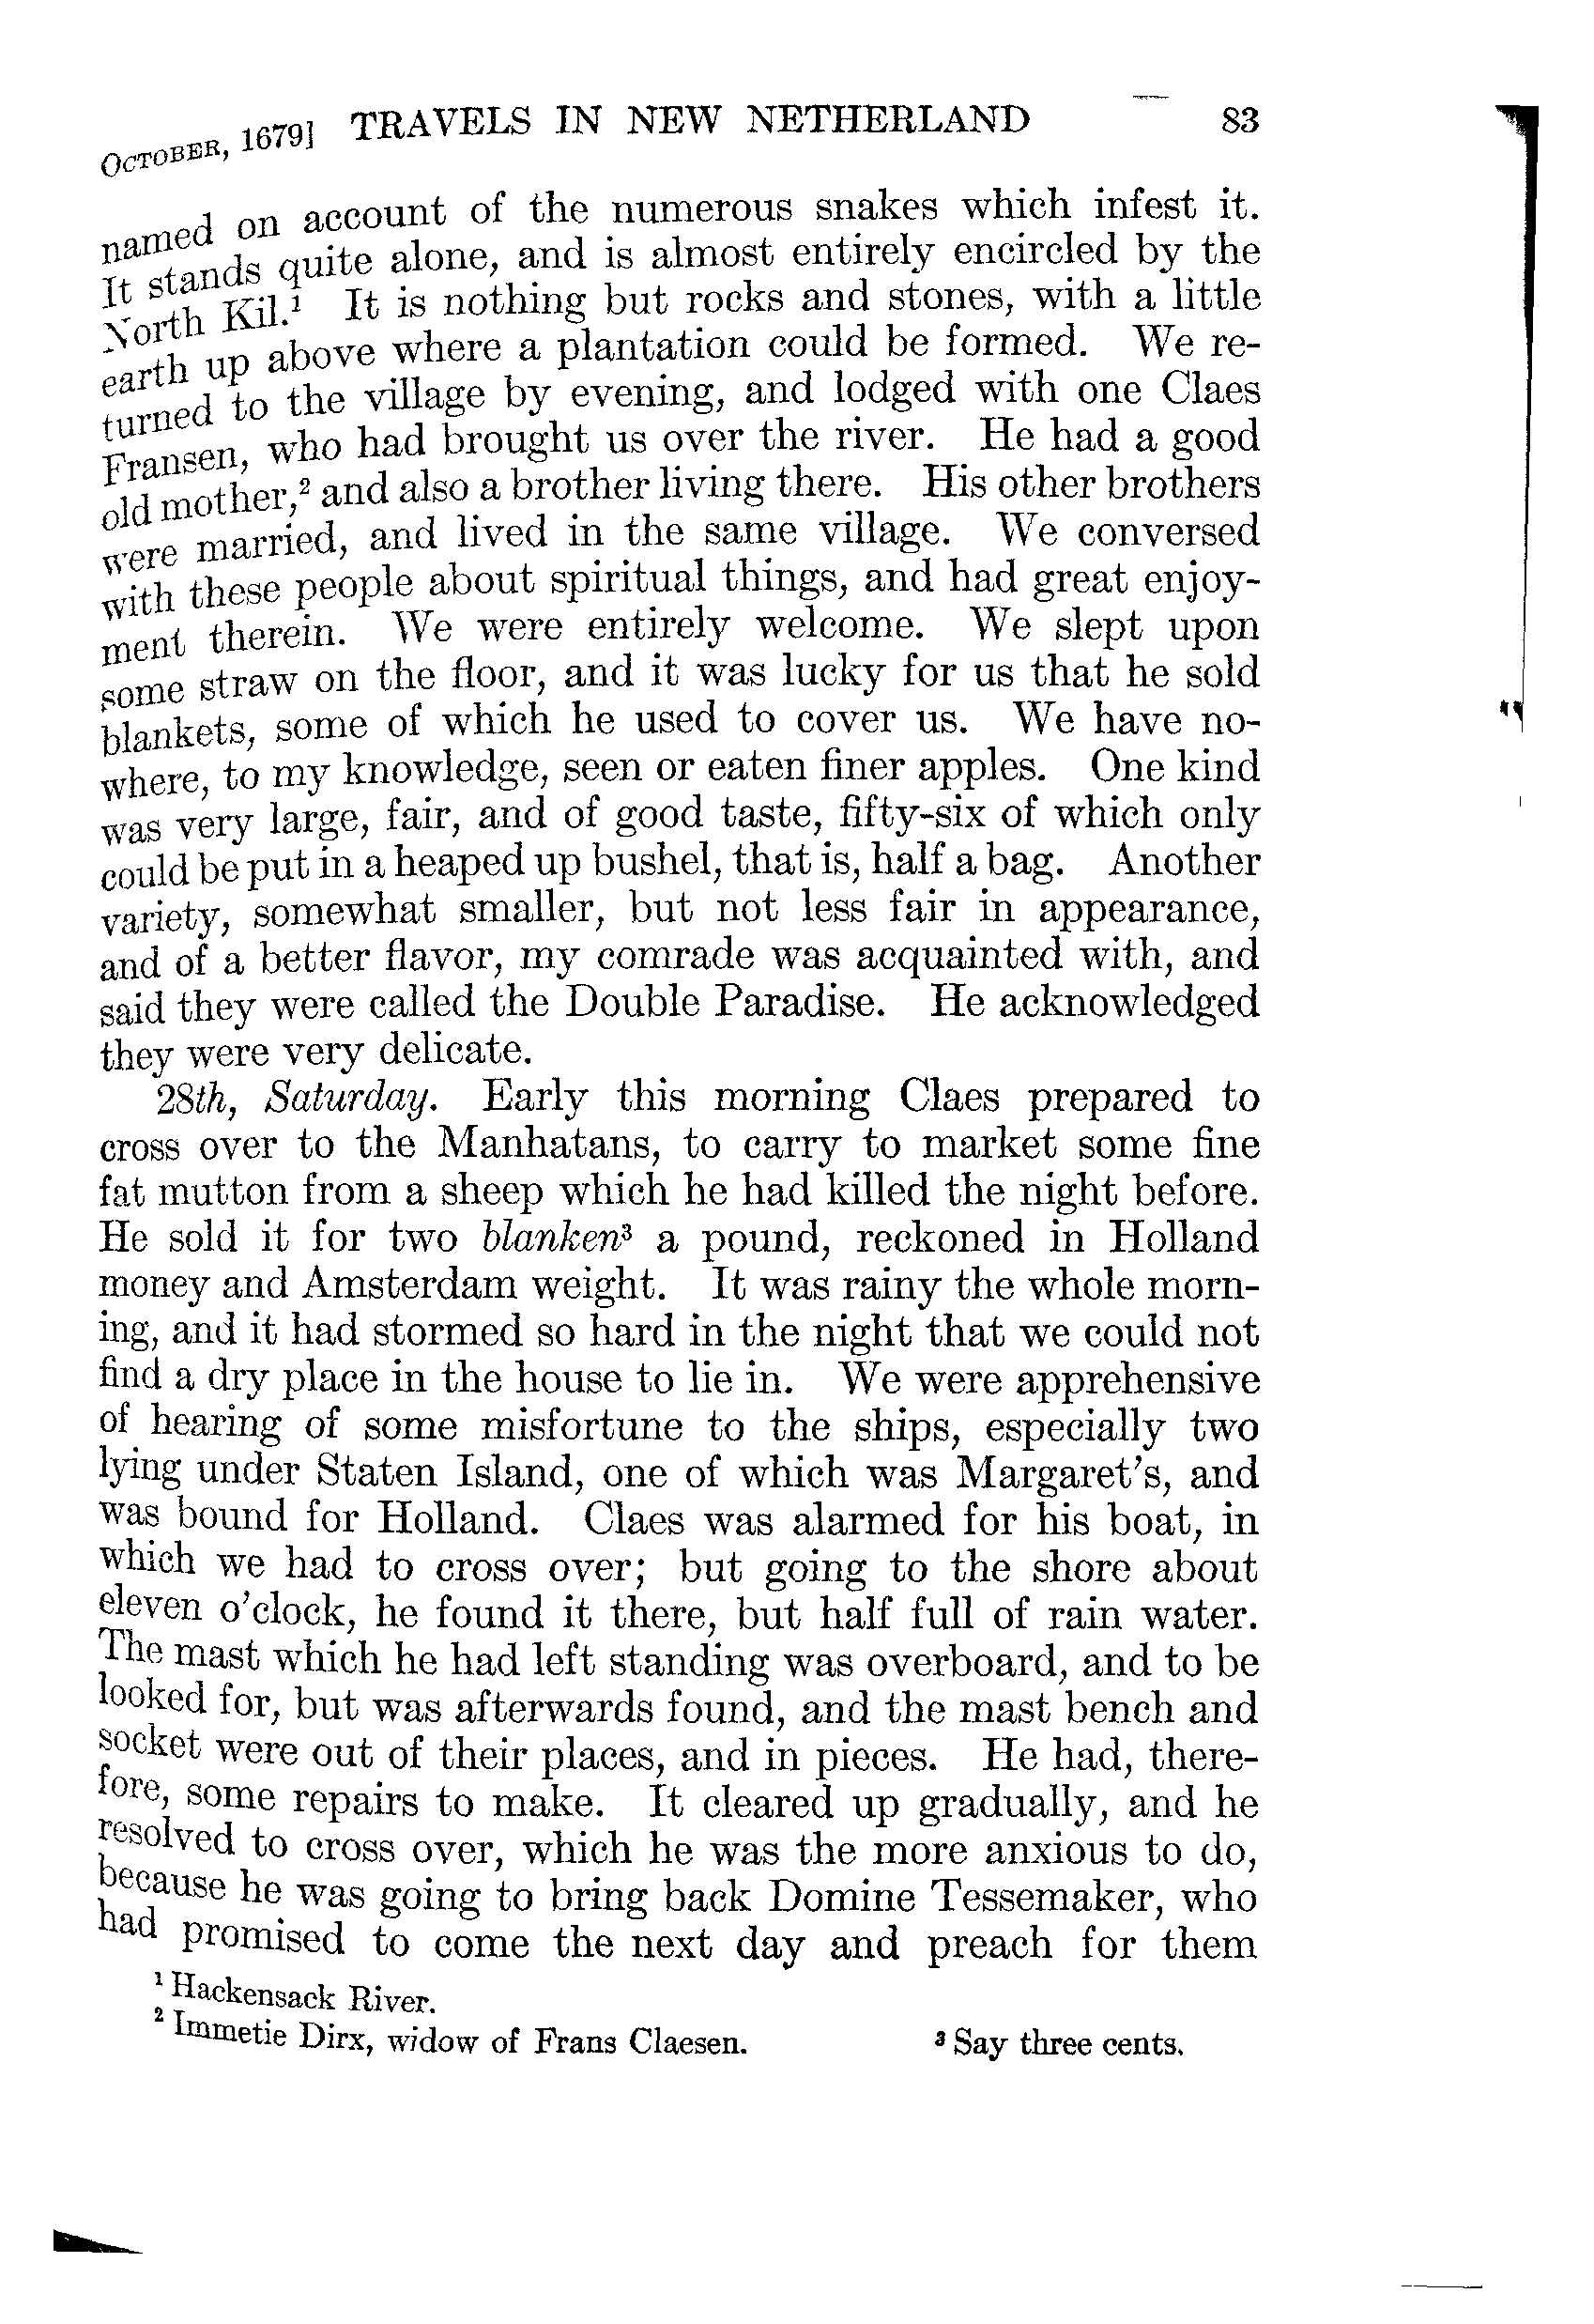 OCTOBER, 1679] TRAVELS IN NEW NETHERLAND 83
named on account of the numerous snakes which infest it.
It stands quite alone, and is almost entirely encircled by the
North Kil.¹ It is nothing but rocks and stones, with a little
earth up above where a plantation could be formed. We re-
turned to the village by evening, and lodged with one Claes
Fransen, who had brought us over the river. He had a good
old mother,² and also a brother living there. His other brothers
were married, and lived in the same village. We conversed
with these people about spiritual things, and had great enjoy-
ment therein. We were entirely welcome. We slept upon
some straw on the floor, and it was lucky for us that he sold
blankets, some of which he used to cover us. We have no-
where, to my knowledge, seen or eaten finer apples. One kind
was very large, fair, and of good taste, fifty-six of which only
could be put in a heaped up bushel, that is, half a bag. Another
variety, somewhat smaller, but not less fair in appearance,
and of a better flavor, my comrade was acquainted with, and
said they were called the Double Paradise. He acknowledged
they were very delicate.
28th, Saturday. Early this morning Claes prepared to
cross over to the Manhatans, to carry to market some fine
fat mutton from a sheep which he had killed the night before.
He sold it for two blanken³ a pound, reckoned in Holland
money and Amsterdam weight. It was rainy the whole morn-
ing, and it had stormed so hard in the night that we could not
find a dry place in the house to lie in. We were apprehensive
of hearing of some misfortune to the ships, especially two
lying under Staten Island, one of which was Margaret's, and
was bound for Holland. Claes was alarmed for his boat, in
which we had to cross over; but going to the shore about
eleven o'clock, he found it there, but half full of rain water.
The mast which he had left standing was overboard, and to be
looked for, but was afterwards found, and the mast bench and
socket were out of their places, and in pieces. He had, there-
fore, some repairs to make. It cleared up gradually, and he
resolved to cross over, which he was the more anxious to do,
because he was going to bring back Domine Tessemaker, who
had promised to come the next day and preach for them
¹ Hackensack River.
² Immetie Dirx, widow of Frans Claesen. ³ Say three cents.